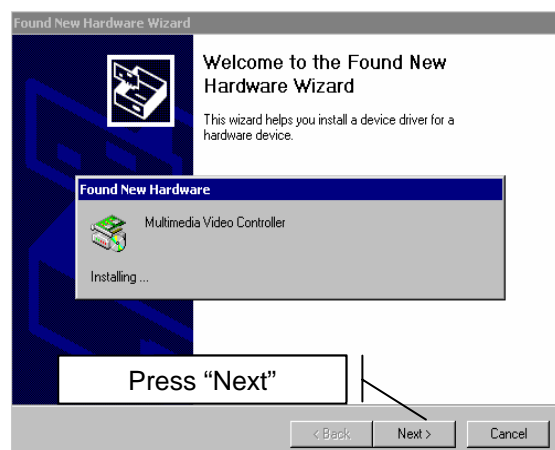 Found New Hardware Wizard
Welcome to the Found New
Hardware Wizard
This wizard helps you install a device driver for a
hardware device.
Found New Hardware
Multimedia Video Controller
Installing ...
Press “Next”
< Back
Next >
Cancel